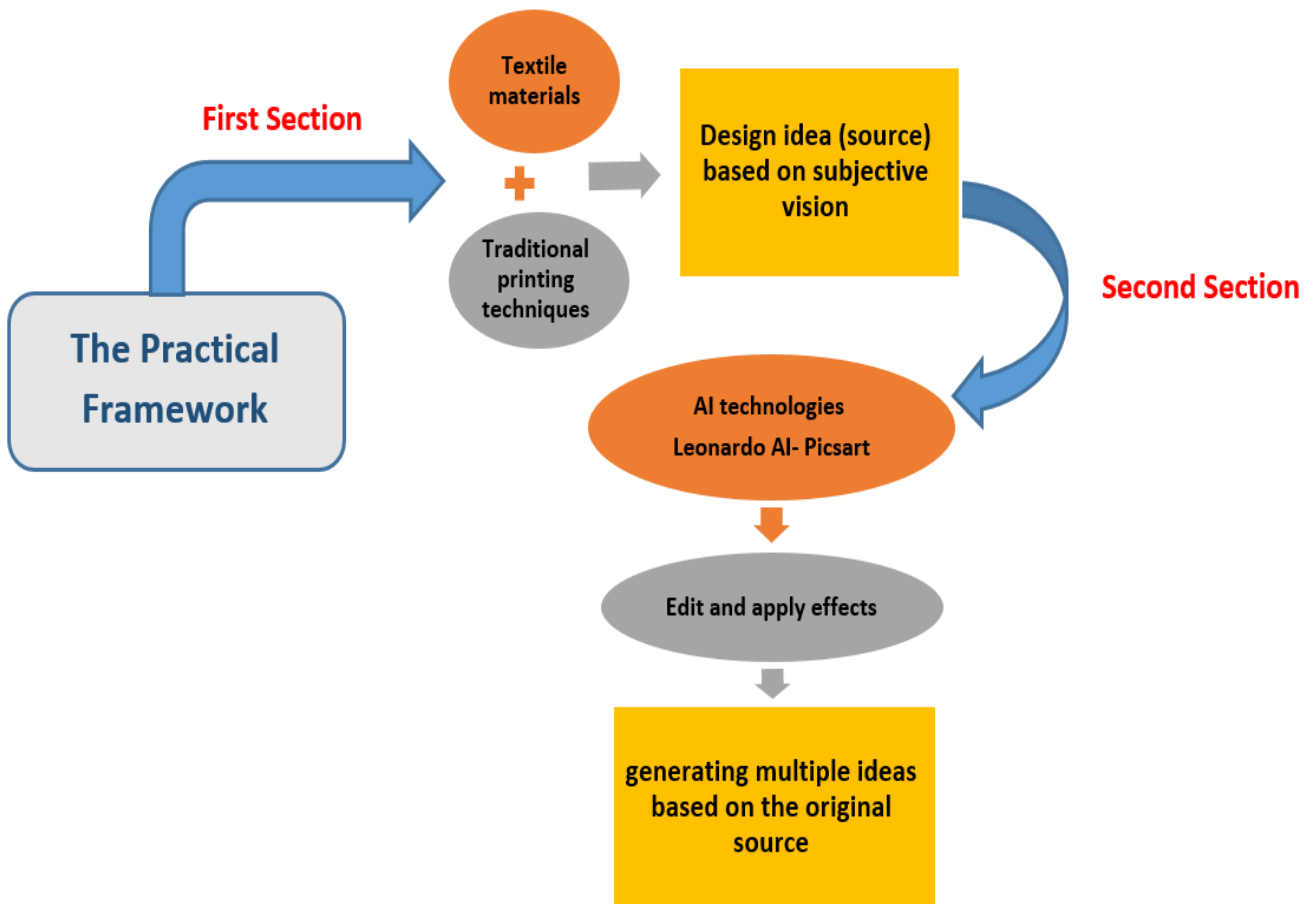 First Section
Textile
materials
Traditional
printing
techniques
Design idea (source)
based on subjective
vision
Second Section
The Practical
Framework
AI technologies
Leonardo AI- Picsart
Edit and apply effects
generating multiple ideas
based on the original
source